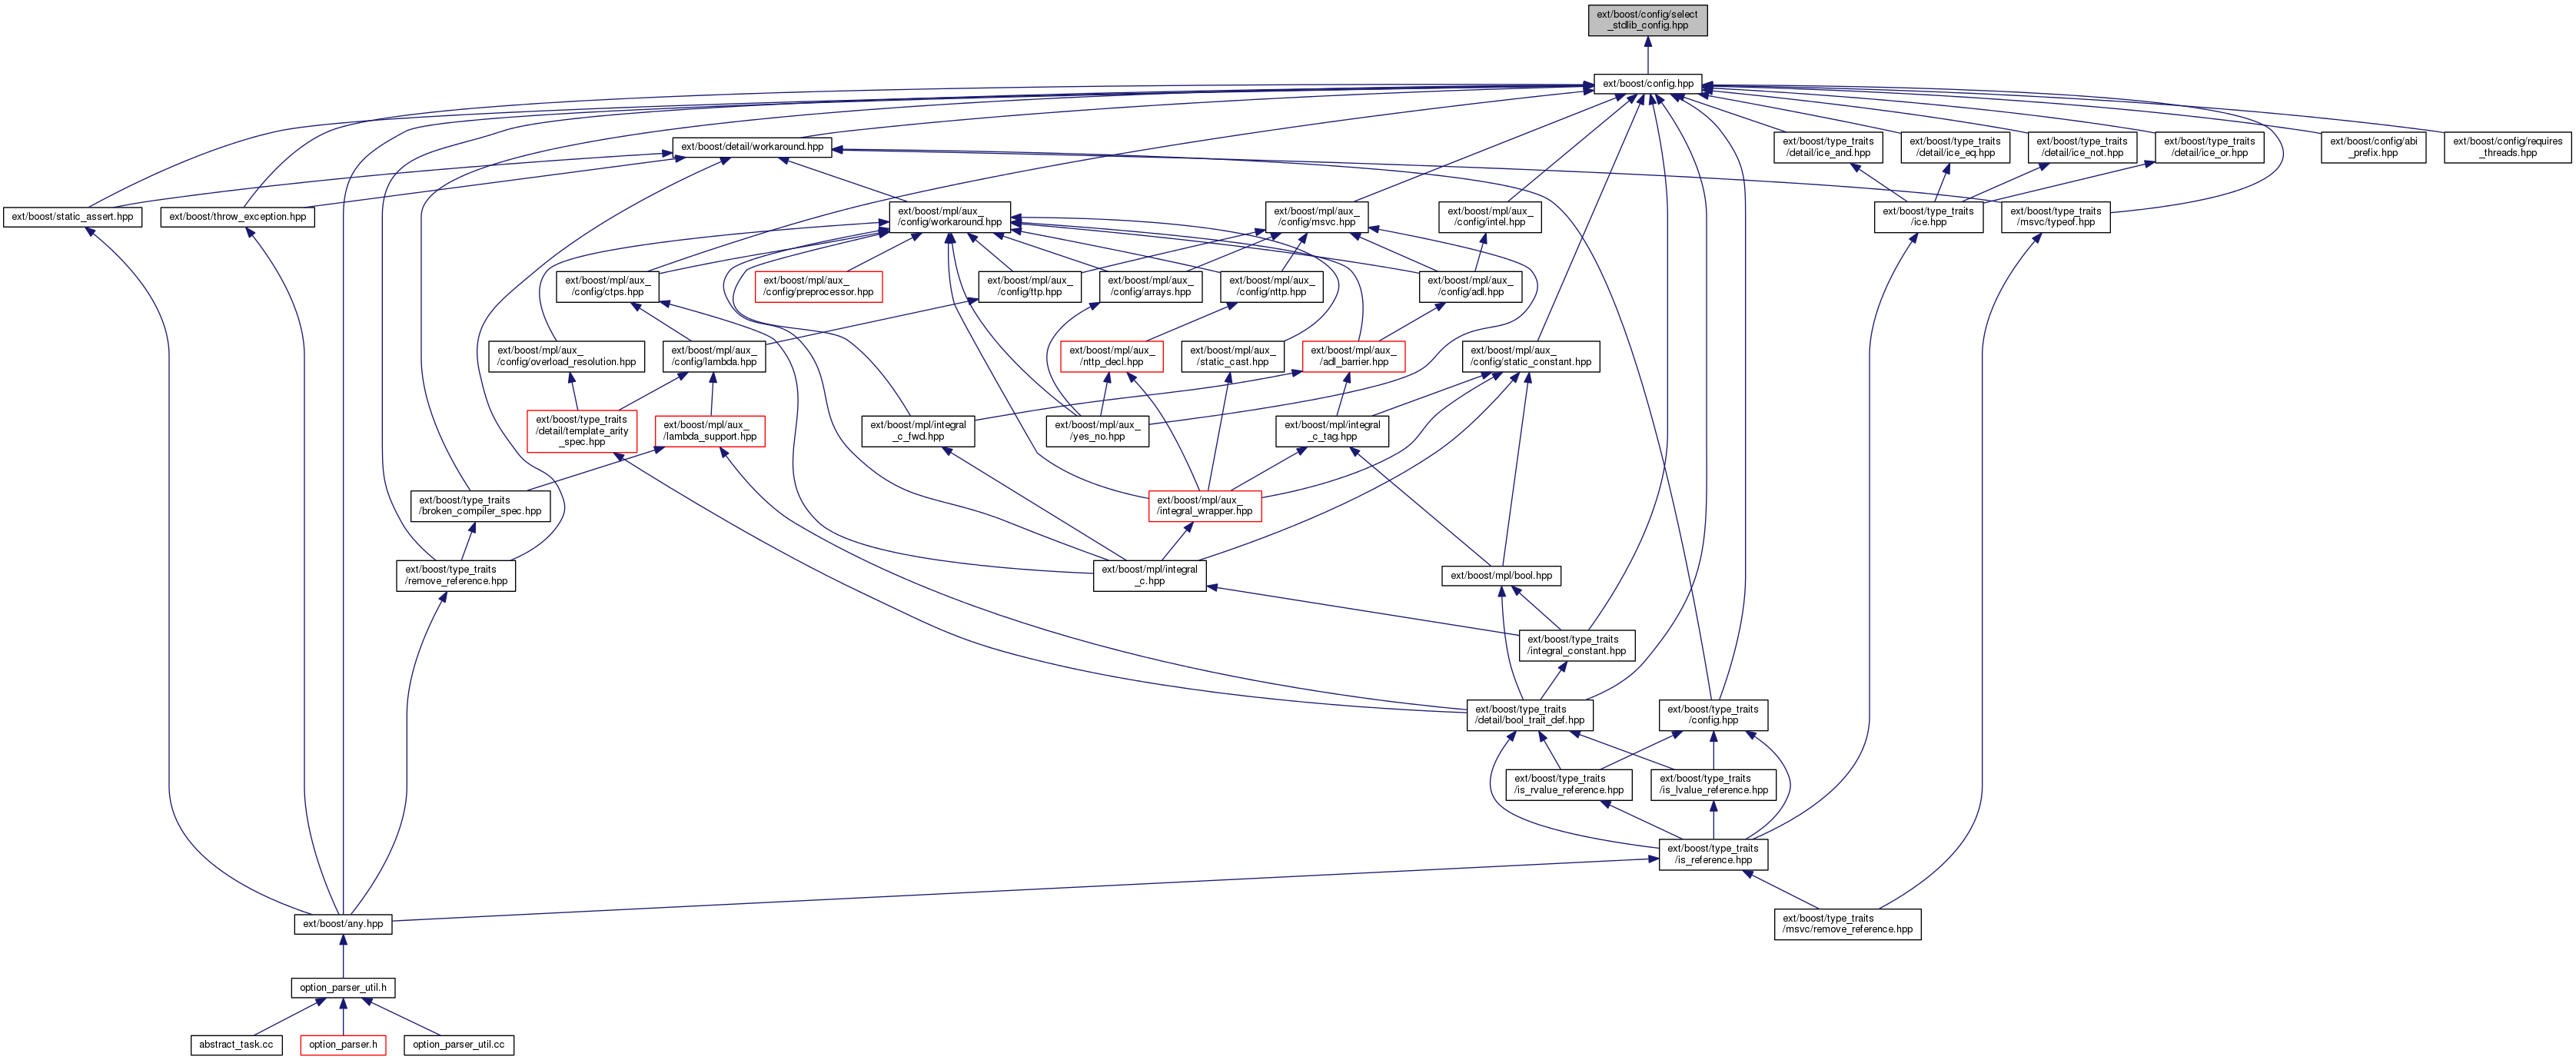 ext/boost/config/select
_stdlib_config.hpp
ext/boost/config.hpp
ext/boost/detail/workaround.hpp
ext/boost/type_traits
/detail/ice_and.hpp
ext/boost/type_traits
/detail/ice_eq.hpp
ext/boost/type_traits
/detail/ice_not.hpp
ext/boost/type_traits
/detail/ice_or.hpp
ext/boost/config/abi
_prefix.hpp
ext/boost/config/requires
_threads.hpp
ext/boost/static_assert.hpp
ext/boost/throw_exception.hpp
ext/boost/mpl/aux_
/config/workaround.hpp
ext/boost/mpl/aux_
/config/msvc.hpp
ext/boost/mpl/aux_
/config/intel.hpp
ext/boost/type_traits
/ice.hpp
ext/boost/type_traits
/msvc/typeof.hpp
ext/boost/mpl/aux_
/config/ctps.hpp
ext/boost/mpl/aux_
/config/preprocessor.hpp
ext/boost/mpl/aux_
/config/ttp.hpp
ext/boost/mpl/aux_
/config/arrays.hpp
ext/boost/mpl/aux_
/config/nttp.hpp
ext/boost/mpl/aux_
/config/adl.hpp
ext/boost/mpl/aux_
/config/overload_resolution.hpp
ext/boost/mpl/aux_
/config/lambda.hpp
ext/boost/mpl/aux_
/nttp_decl.hpp
ext/boost/mpl/aux_
/static_cast.hpp
ext/boost/mpl/aux_
/adl_barrier.hpp
ext/boost/mpl/aux_
/config/static_constant.hpp
ext/boost/type_traits
/detail/template_arity
_spec.hpp
ext/boost/mpl/aux_
/lambda_support.hpp
ext/boost/mpl/integral
_c_fwd.hpp
ext/boost/mpl/aux_
/yes_no.hpp
ext/boost/mpl/integral
_c_tag.hpp
ext/boost/type_traits
/broken_compiler_spec.hpp
ext/boost/mpl/aux_
/integral_wrapper.hpp
ext/boost/type_traits
/remove_reference.hpp
ext/boost/mpl/integral
_c.hpp
ext/boost/mpl/bool.hpp
ext/boost/type_traits
/integral_constant.hpp
ext/boost/type_traits
/detail/bool_trait_def.hpp
ext/boost/type_traits
/config.hpp
ext/boost/type_traits
/is_rvalue_reference.hpp
ext/boost/type_traits
/is_lvalue_reference.hpp
ext/boost/type_traits
/is_reference.hpp
ext/boost/any.hpp
ext/boost/type_traits
/msvc/remove_reference.hpp
option_parser_util.h
abstract_task.cc
option_parser.h
option_parser_util.cc